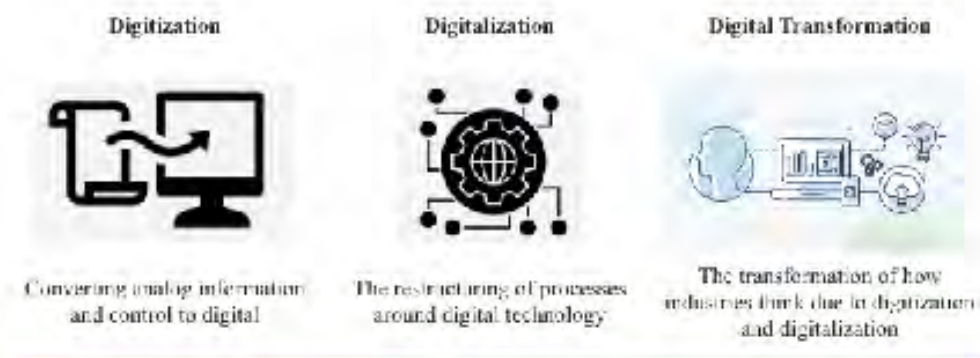 Digitization
Digitalization
Digital Transformation
Converting analog information
and control to digital
The restructuring of processes
around digital technology
The transformation of how
industries think due to digitization
and digitalization